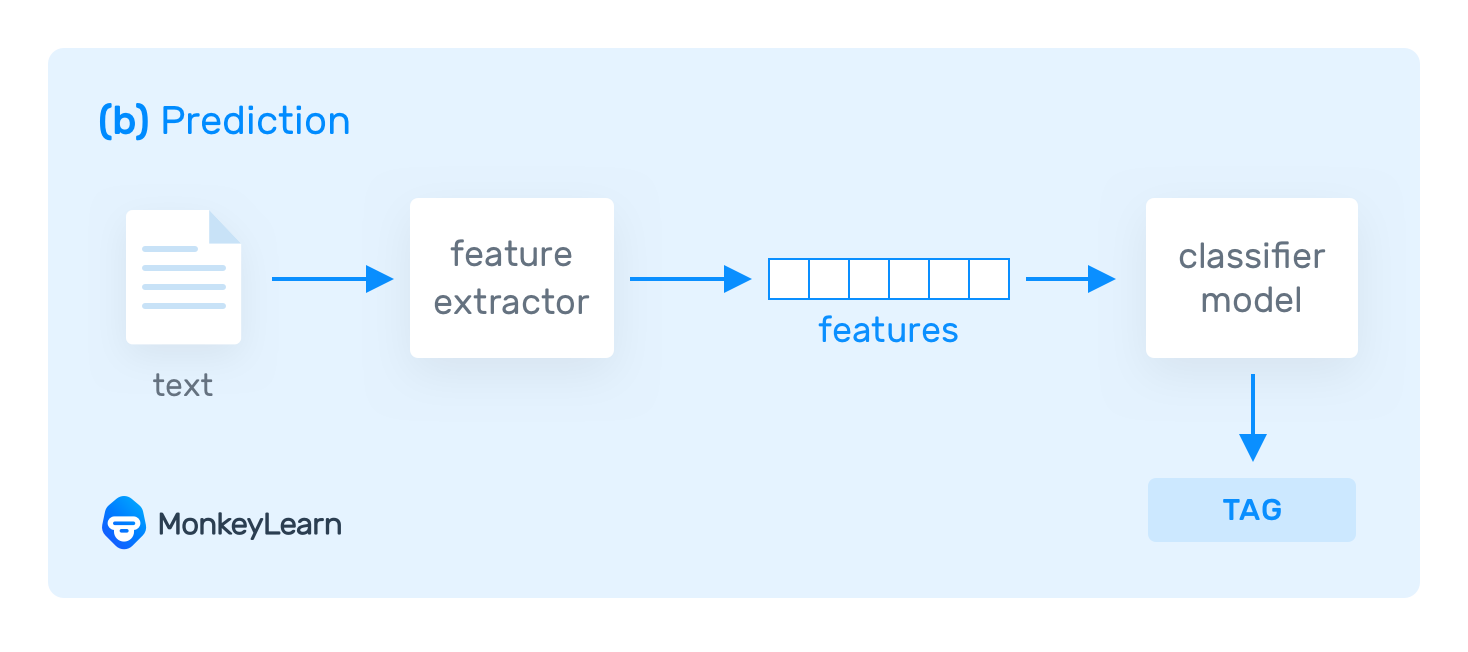 (b) Prediction
feature
extractor
classifier
model
features
text
TAG
MonkeyLearn